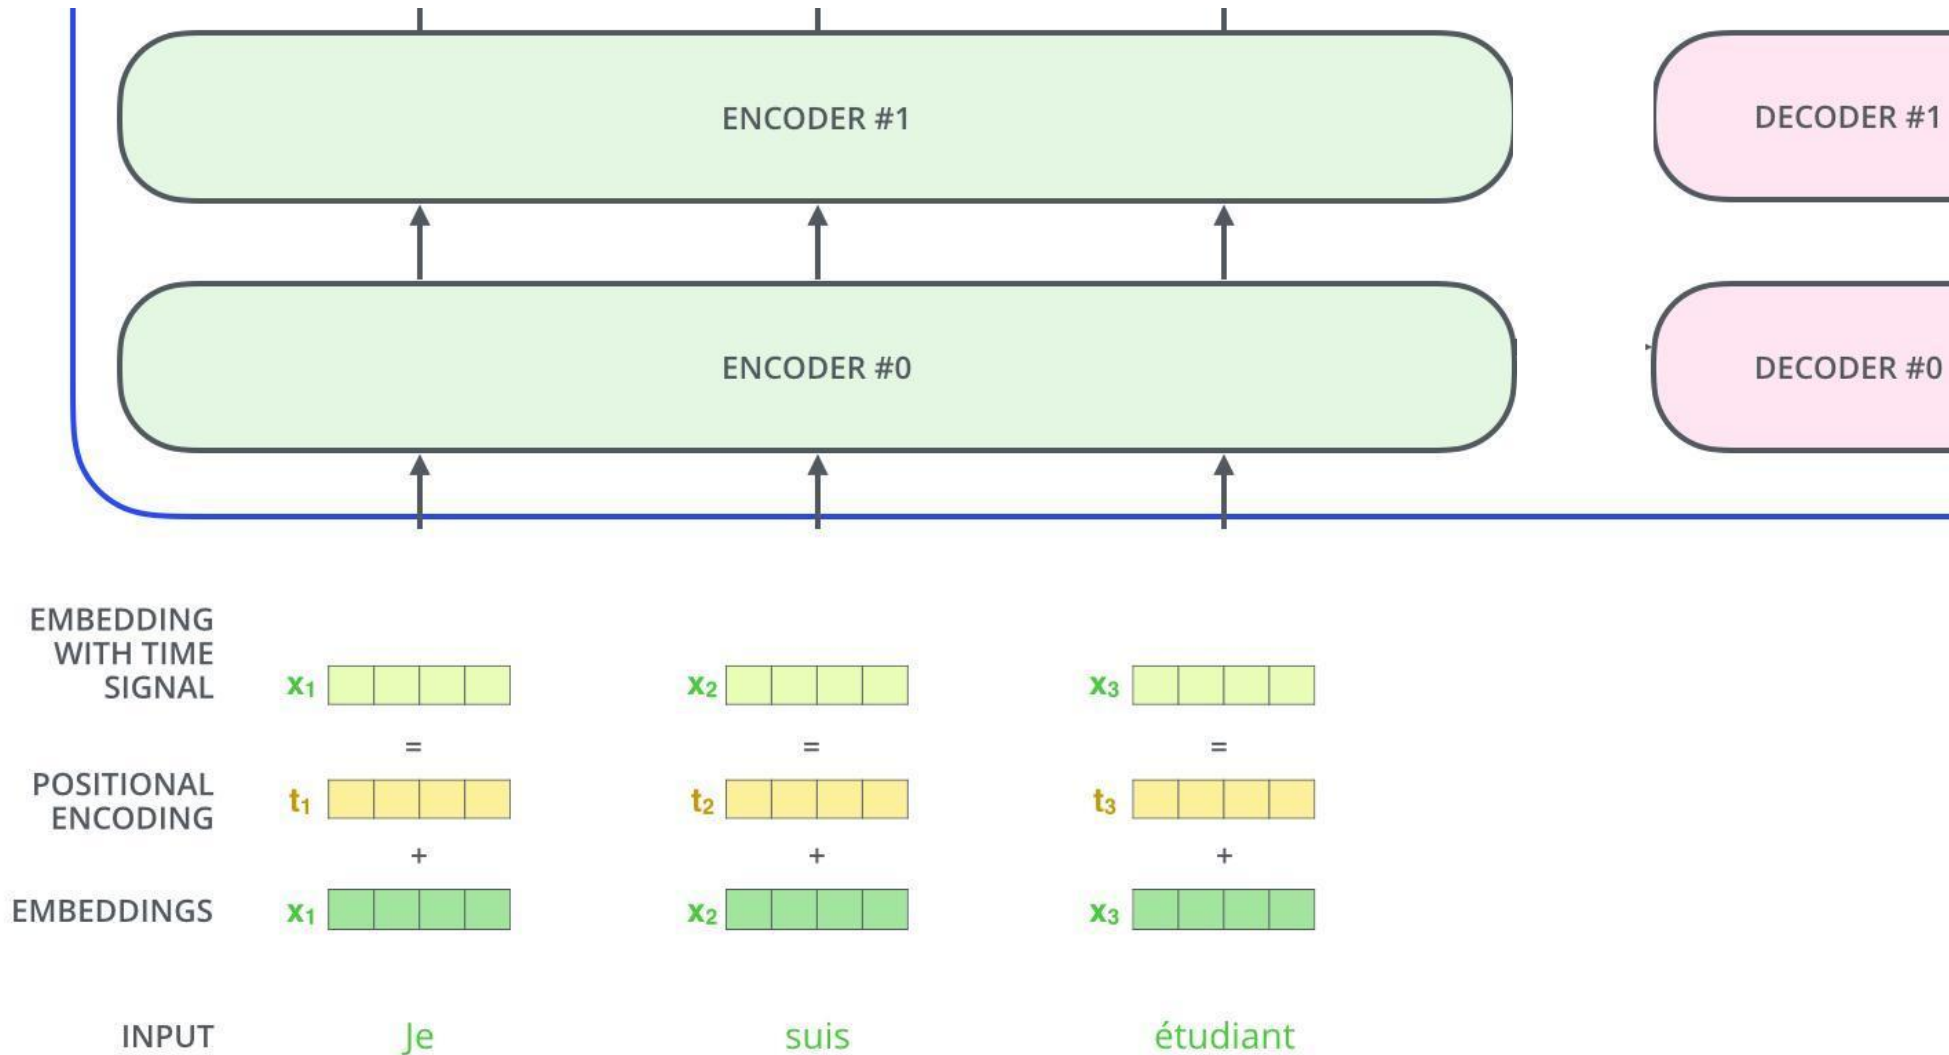 ENCODER #1
DECODER #1
ENCODER #0
DECODER #0
EMBEDDING
WITH TIME
SIGNAL
x₁
x₂
x₃
=
=
=
POSITIONAL
ENCODING
t₁
t₂
t₃
+
+
+
EMBEDDINGS
x₁
x₂
x₃
INPUT
Je
suis
étudiant